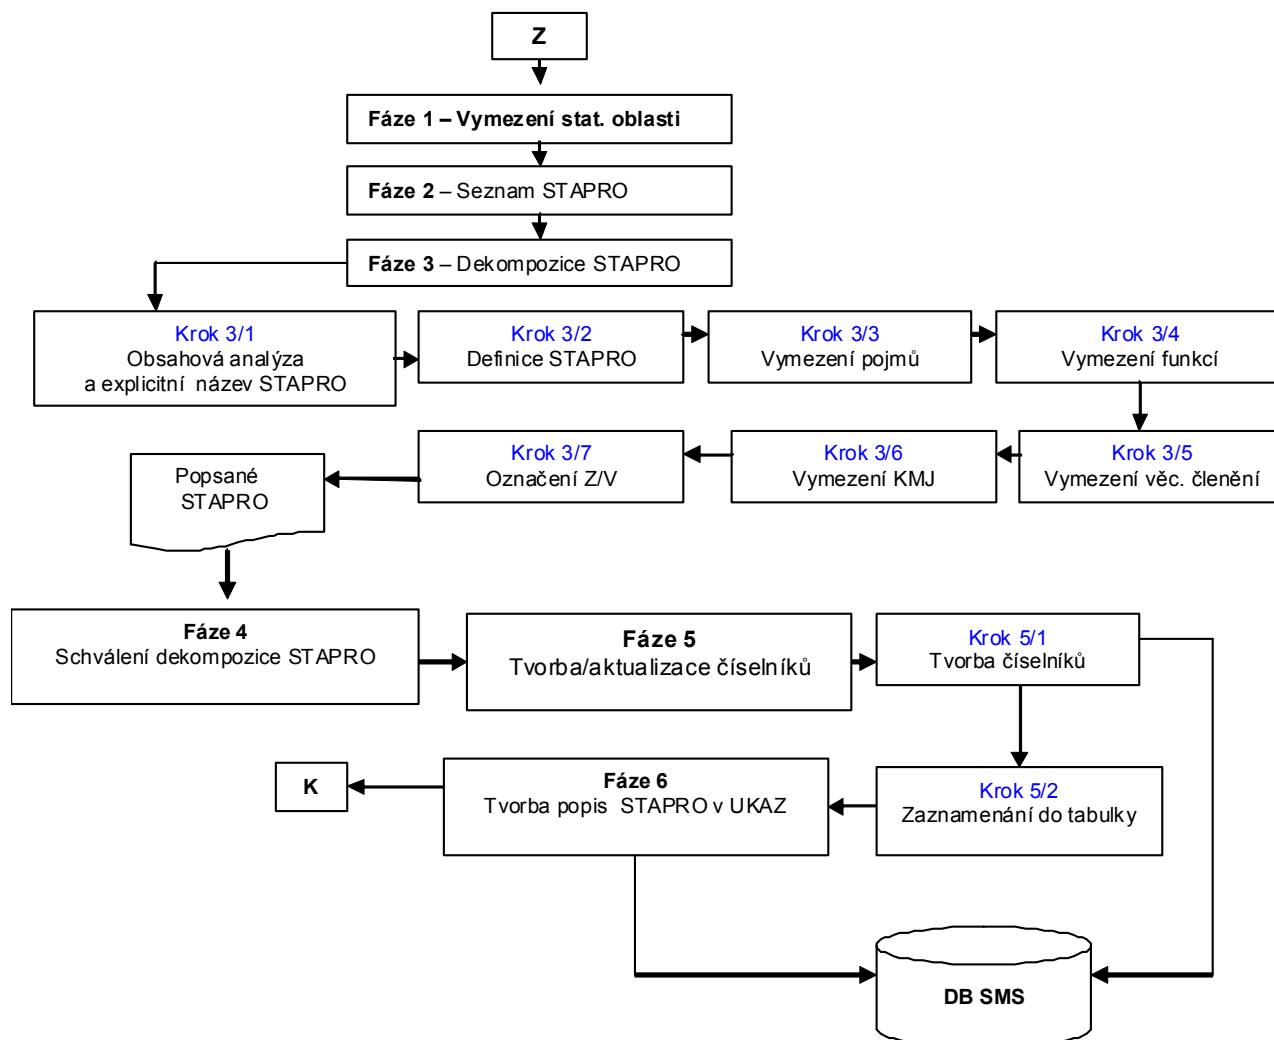 Z
Fáze 1 – Vymezení stat. oblasti
Fáze 2 – Seznam STAPRO
Fáze 3 – Dekompozice STAPRO
Krok 3/1
Obsahová analýza
a explicitní název STAPRO
Krok 3/2
Definice STAPRO
Krok 3/3
Vymezení pojmů
Krok 3/4
Vymezení funkcí
Krok 3/5
Vymezení věc. členění
Krok 3/6
Vymezení KMJ
Krok 3/7
Označení Z/V
Popsané
STAPRO
Fáze 4
Schválení dekompozice STAPRO
Fáze 5
Tvorba/aktualizace číselníků
Krok 5/1
Tvorba číselníků
Krok 5/2
Zaznamenání do tabulky
Fáze 6
Tvorba popis STAPRO v UKAZ
K
DB SMS